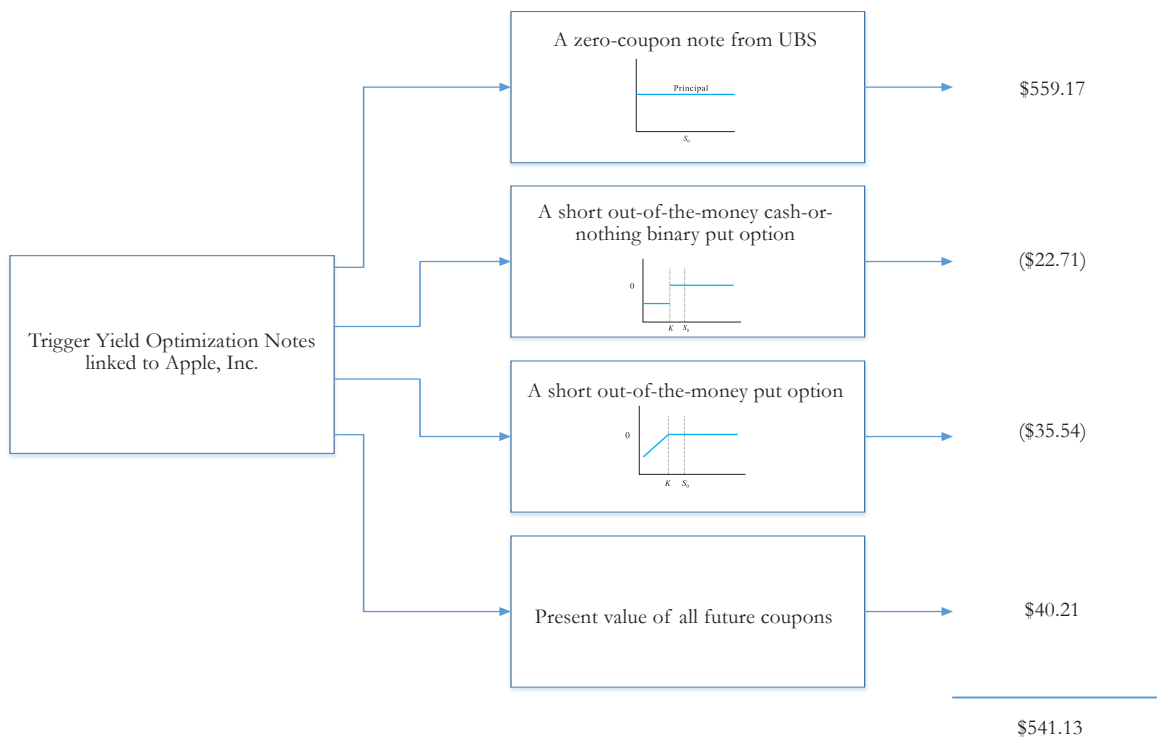 A zero-coupon note from UBS
Principal
S₀
$559.17
A short out-of-the-money cash-or-
nothing binary put option
0
K S₀
($22.71)
Trigger Yield Optimization Notes
linked to Apple, Inc.
A short out-of-the-money put option
0
K S₀
($35.54)
Present value of all future coupons
$40.21
$541.13